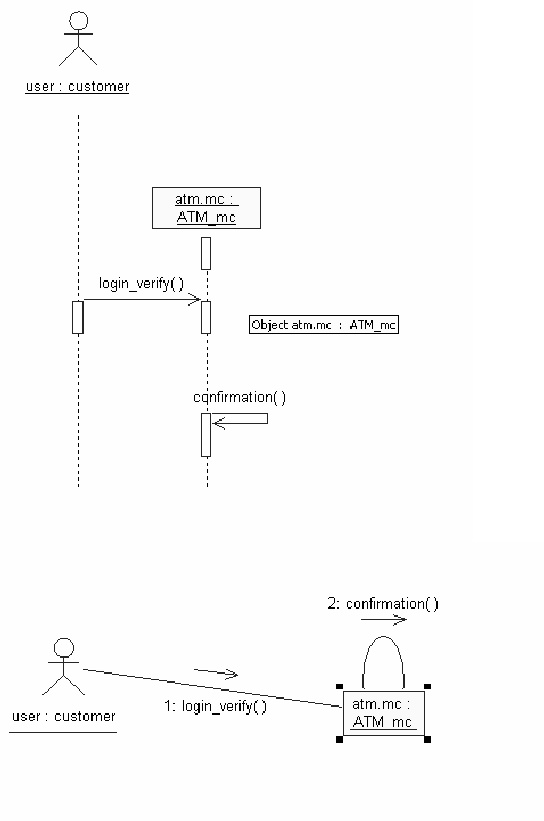 user : customer
atm.mc :
ATM_mc
login_verify( )
Object atm.mc : ATM_mc
confirmation( )
2: confirmation( )
1: login_verify( )
user : customer
atm.mc :
ATM_mc